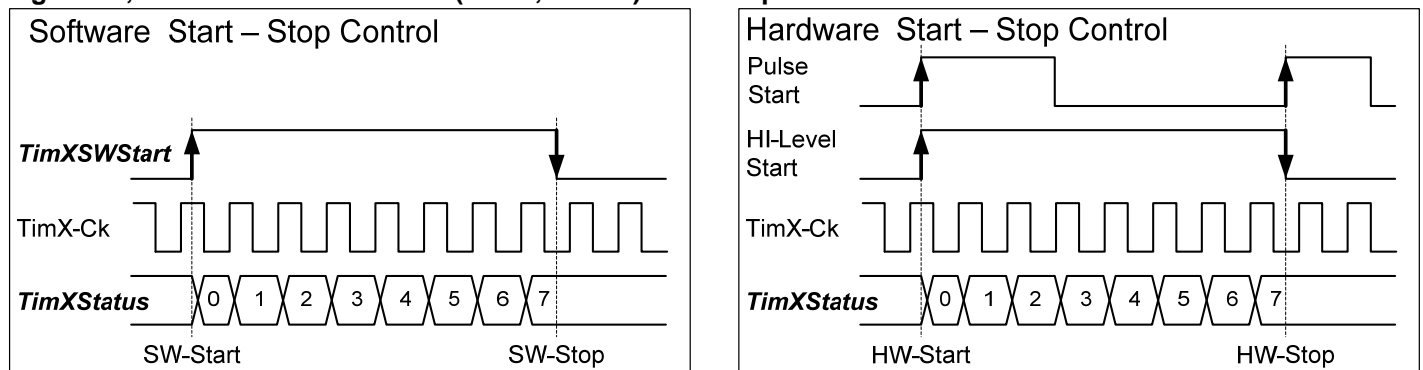 Software Start – Stop Control
TimXSWStart
TimX-Ck
TimXStatus
0 1 2 3 4 5 6 7
SW-Start
SW-Stop
Hardware Start – Stop Control
Pulse
Start
HI-Level
Start
TimX-Ck
TimXStatus
0 1 2 3 4 5 6 7
HW-Start
HW-Stop